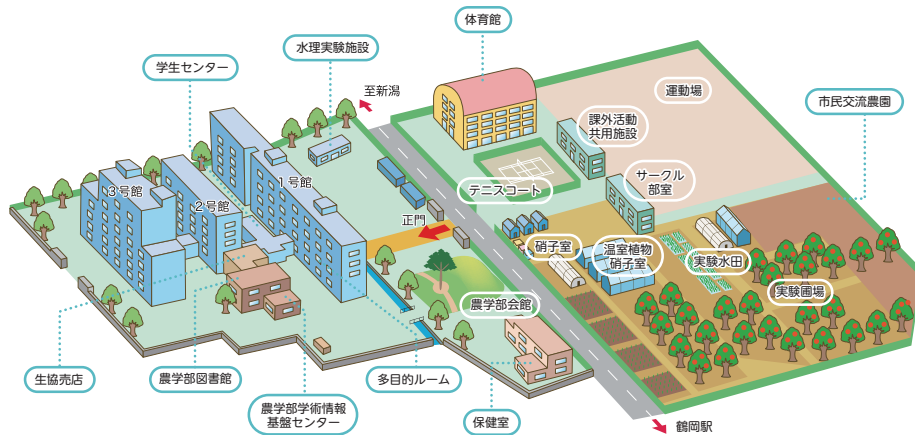 体育館
水理実験施設
学生センター
至新潟
運動場
市民交流農園
課外活動
共用施設
サークル
部室
テニスコート
3号館
2号館
1号館
正門
硝子室
温室植物
硝子室
実験水田
実験圃場
農学部会館
生協売店
農学部図書館
多目的ルーム
農学部学術情報
基盤センター
保健室
鶴岡駅